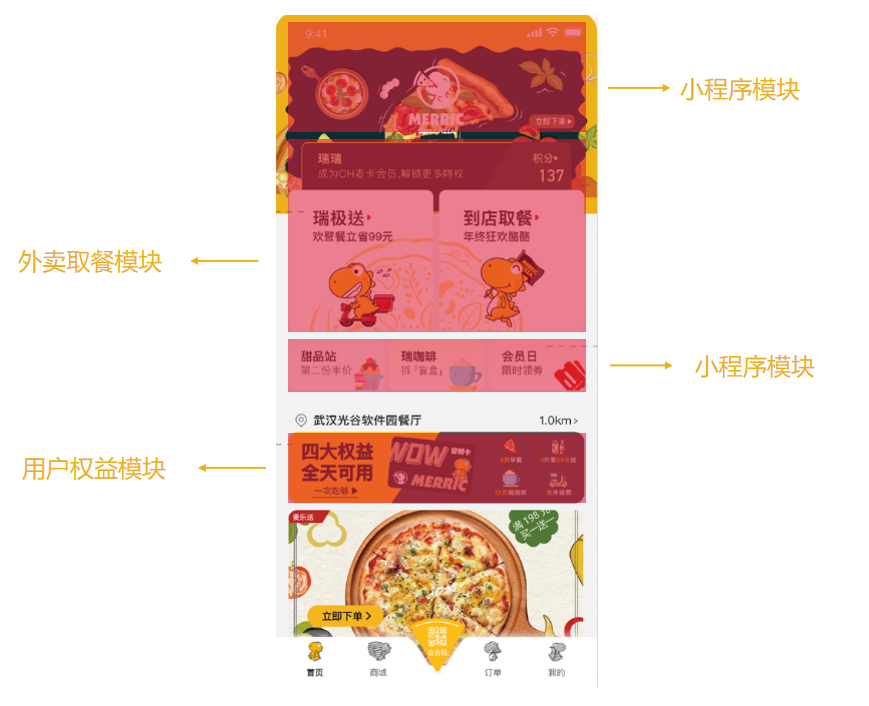 9:41
小程序模块
MERRIC
立即下单
瑞瑞
积分
成为OH麦卡会员,解锁更多特权
137
瑞极送
到店取餐
欢聚餐立省99元
年终狂欢酪酪
外卖取餐模块
甜品站
瑞咖啡
会员日
第二份半价
拆「盲盒」
限时领券
小程序模块
武汉光谷软件园餐厅
1.0km
四大权益
全天可用
一次吃够
WOW
MERRIC
用户权益模块
麦乐送
满 198元
买一送一
立即下单
首页
商城
订单
我的